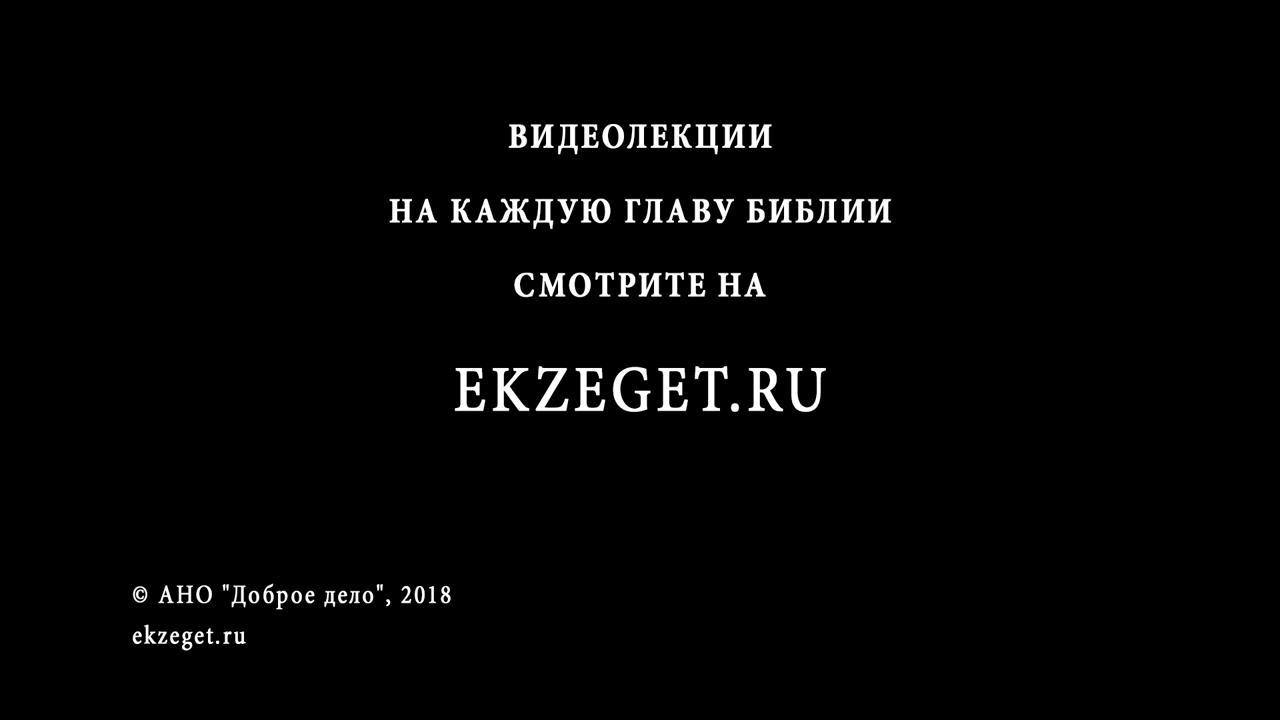 ВИДЕОЛЕКЦИИ
НА КАЖДУЮ ГЛАВУ БИБЛИИ
СМОТРИТЕ НА
EKZEGET.RU
© АНО "Доброе дело", 2018
ekzeget.ru